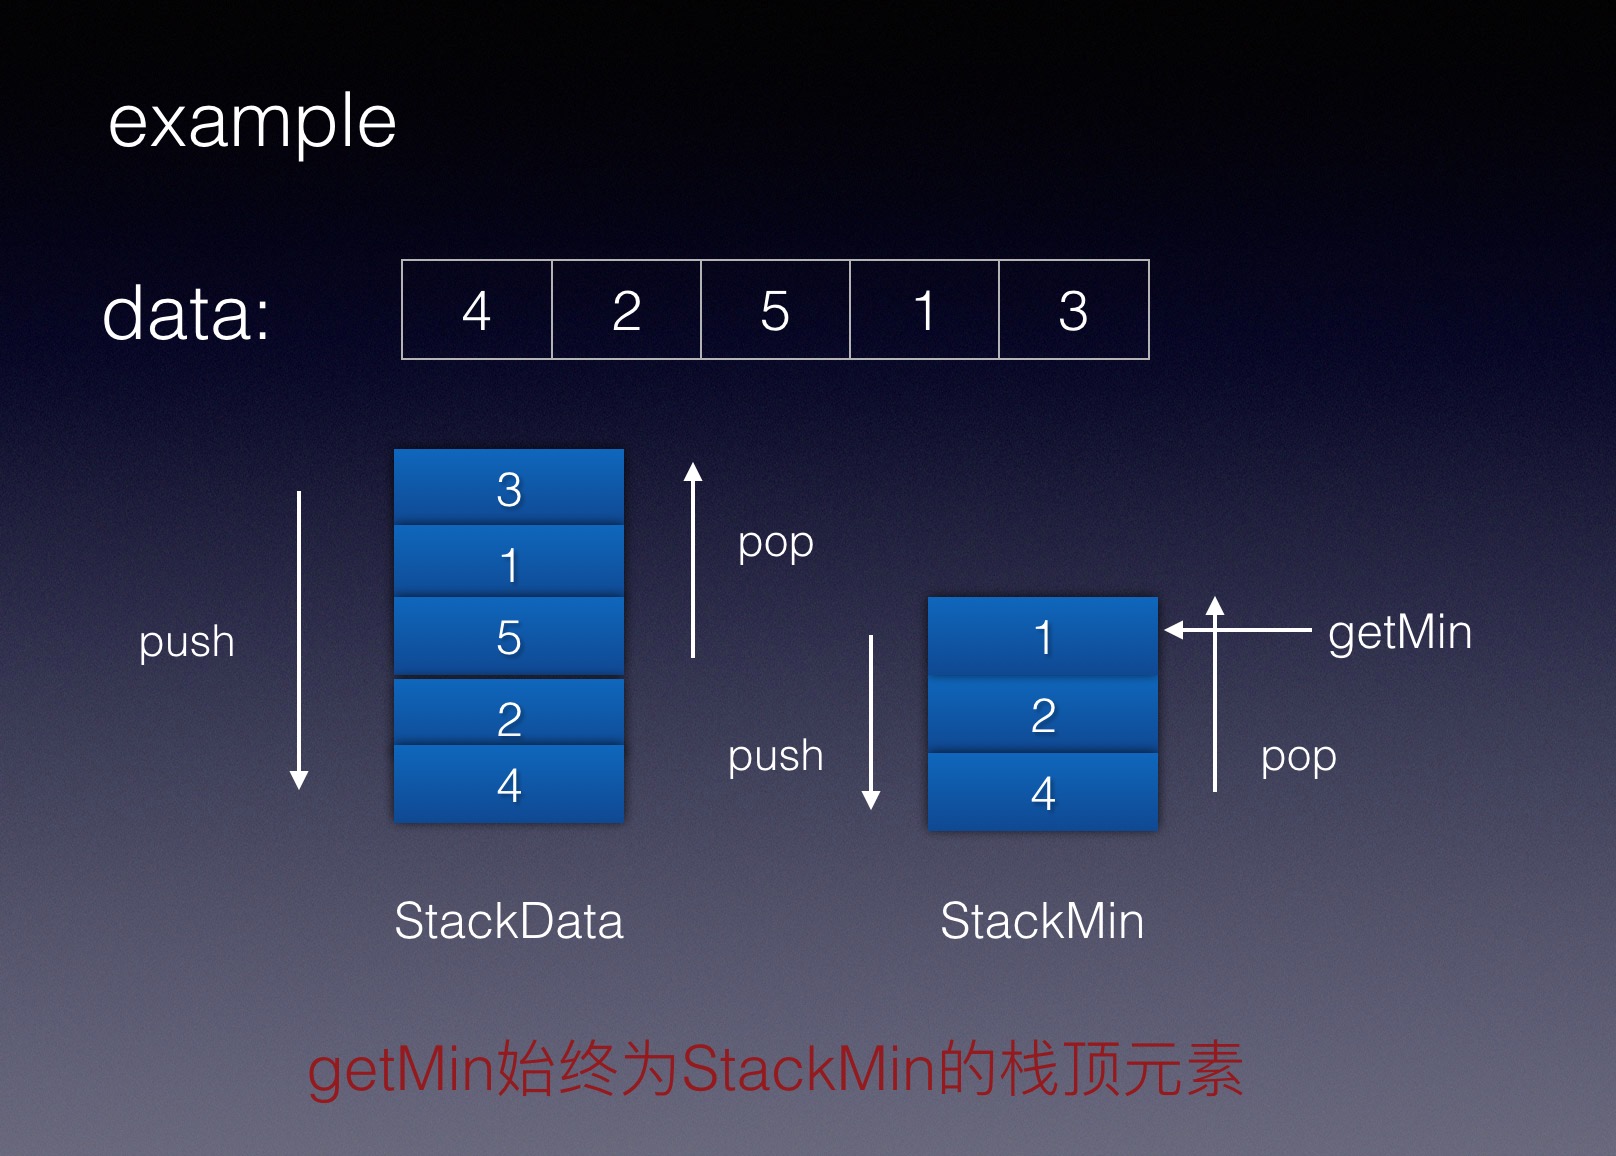 example
data: 4 2 5 1 3
3
1
5
2
4
push
pop
1
2
4
getMin
push
pop
StackData
StackMin
getMin始终为StackMin的栈顶元素